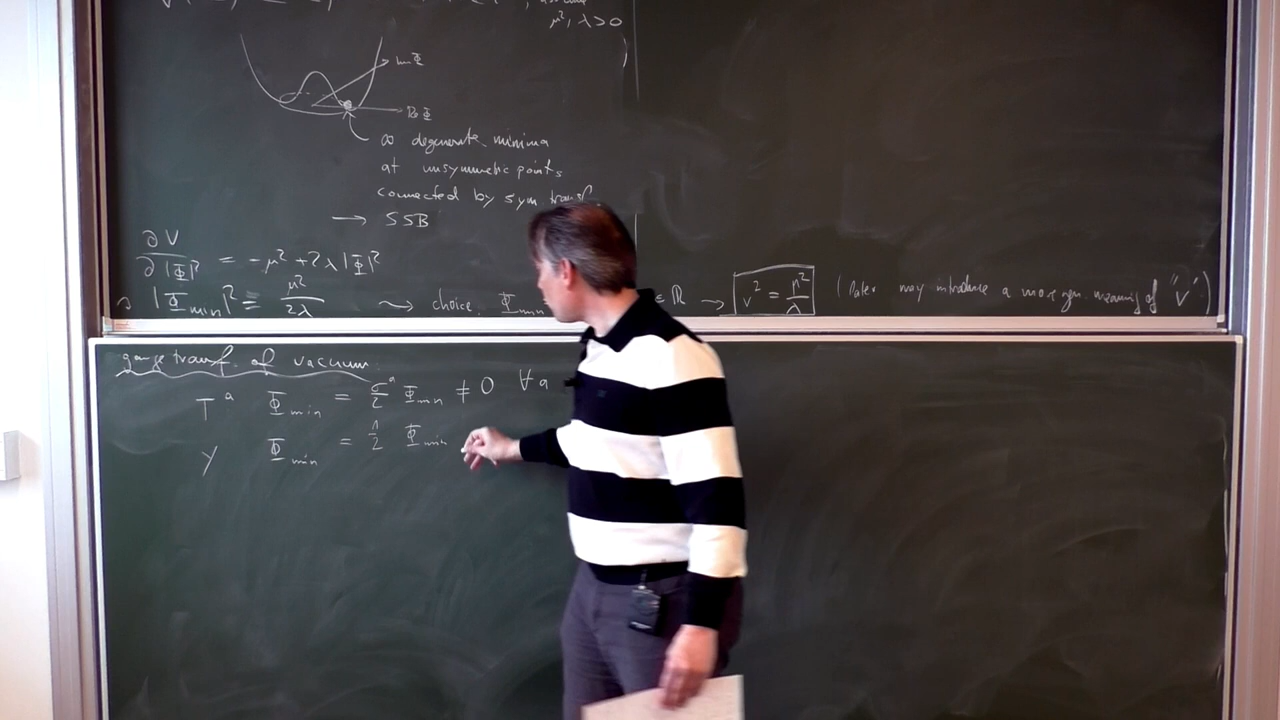 μ², λ > 0
Im Φ
Re Φ
∞ degenerate minima
at unsymmetric points
connected by sym. transf.
→ SSB
∂V/∂|Φ|² = -μ² + 2λ|Φ|²
|Φ_min|² = μ²/2λ ⇝ choice Φ_min ∈ ℝ → v² = μ²/λ (later may introduce a more gen. meaning of "v")
gauge transf. of vacuum
T^a Φ_min = σ^a/2 Φ_min ≠ 0 ∀a
Y Φ_min = 1/2 Φ_min